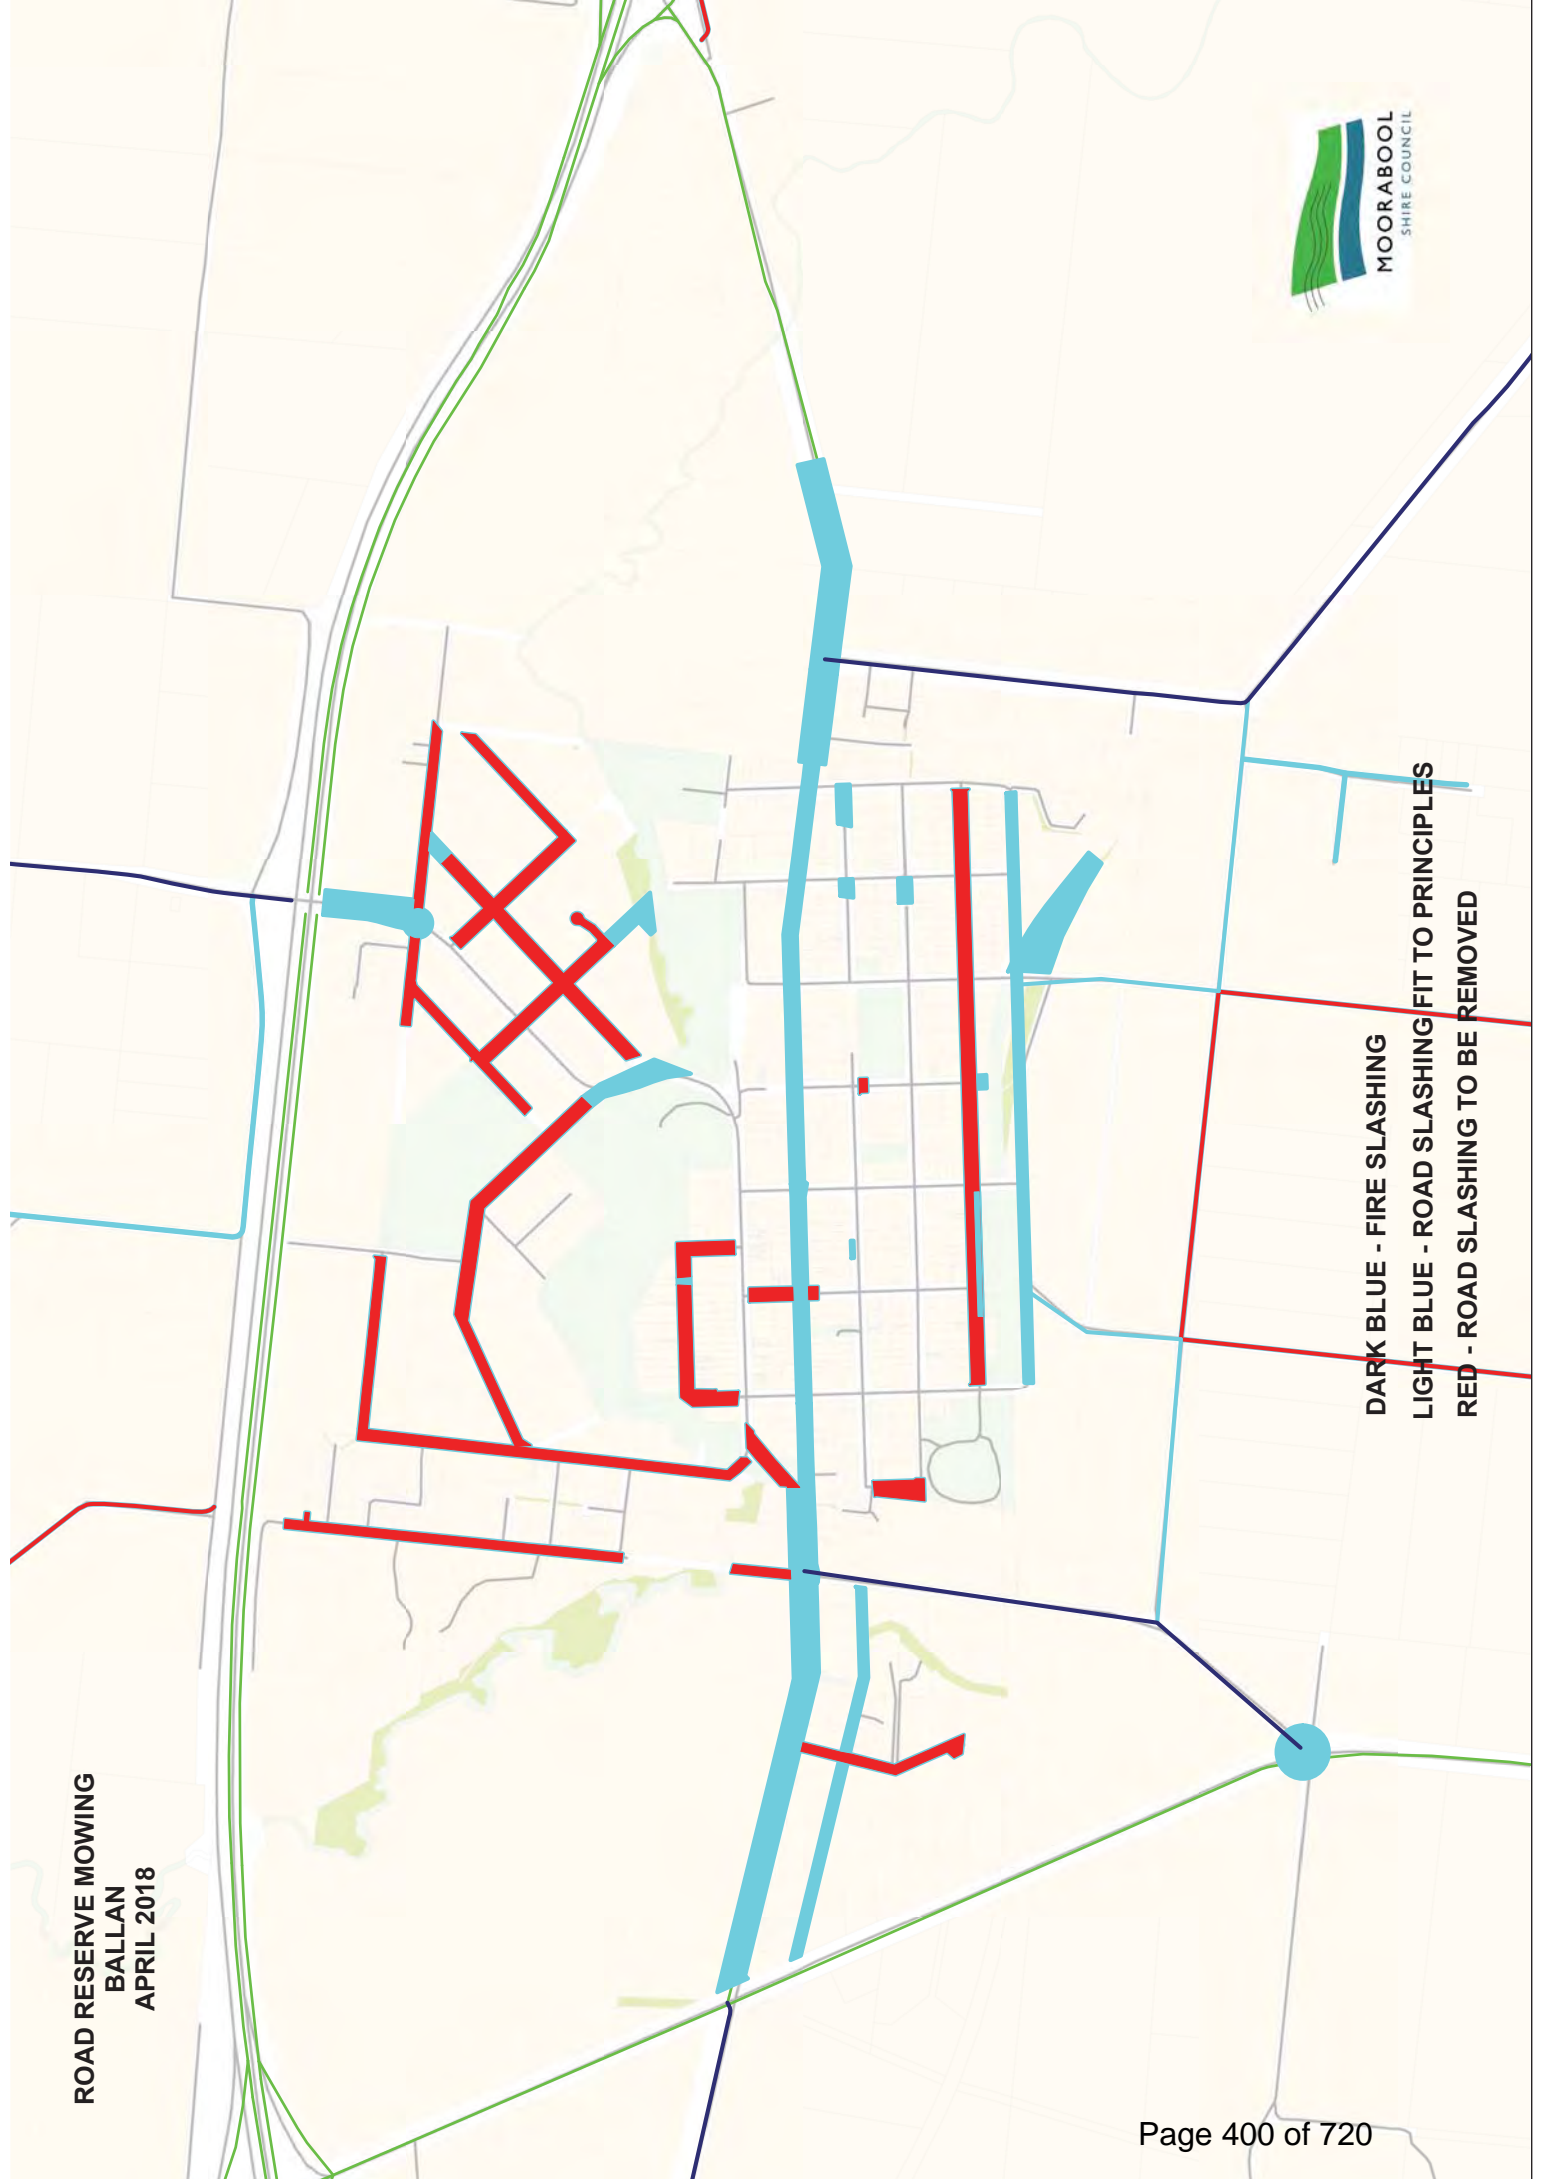 ROAD RESERVE MOWING
BALLAN
APRIL 2018
MOORABOOL
SHIRE COUNCIL
DARK BLUE - FIRE SLASHING
LIGHT BLUE - ROAD SLASHING FIT TO PRINCIPLES
RED - ROAD SLASHING TO BE REMOVED
Page 400 of 720